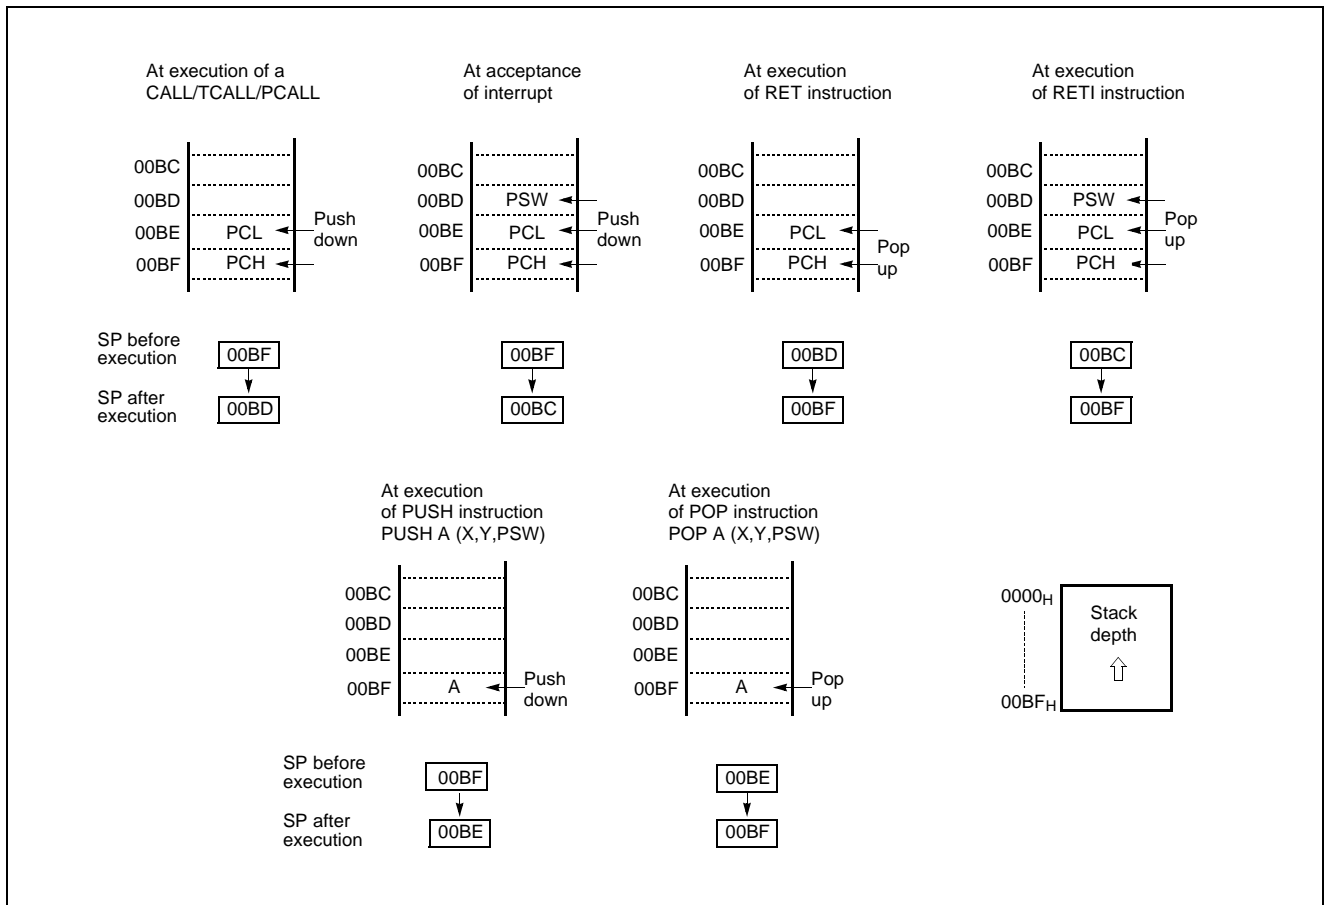 At execution of a
CALL/TCALL/PCALL
00BC
00BD
00BE PCL
00BF PCH
Push
down
SP before
execution
00BF
SP after
execution
00BD
At acceptance
of interrupt
00BC
00BD PSW
00BE PCL
00BF PCH
Push
down
00BF
00BC
At execution
of RET instruction
00BC
00BD
00BE PCL
00BF PCH
Pop
up
00BD
00BF
At execution
of RETI instruction
00BC
00BD PSW
00BE PCL
00BF PCH
Pop
up
00BC
00BF
At execution
of PUSH instruction
PUSH A (X,Y,PSW)
00BC
00BD
00BE
00BF A
Push
down
SP before
execution
00BF
SP after
execution
00BE
At execution
of POP instruction
POP A (X,Y,PSW)
00BC
00BD
00BE
00BF A
Pop
up
00BE
00BF
0000H
Stack
depth
00BFH